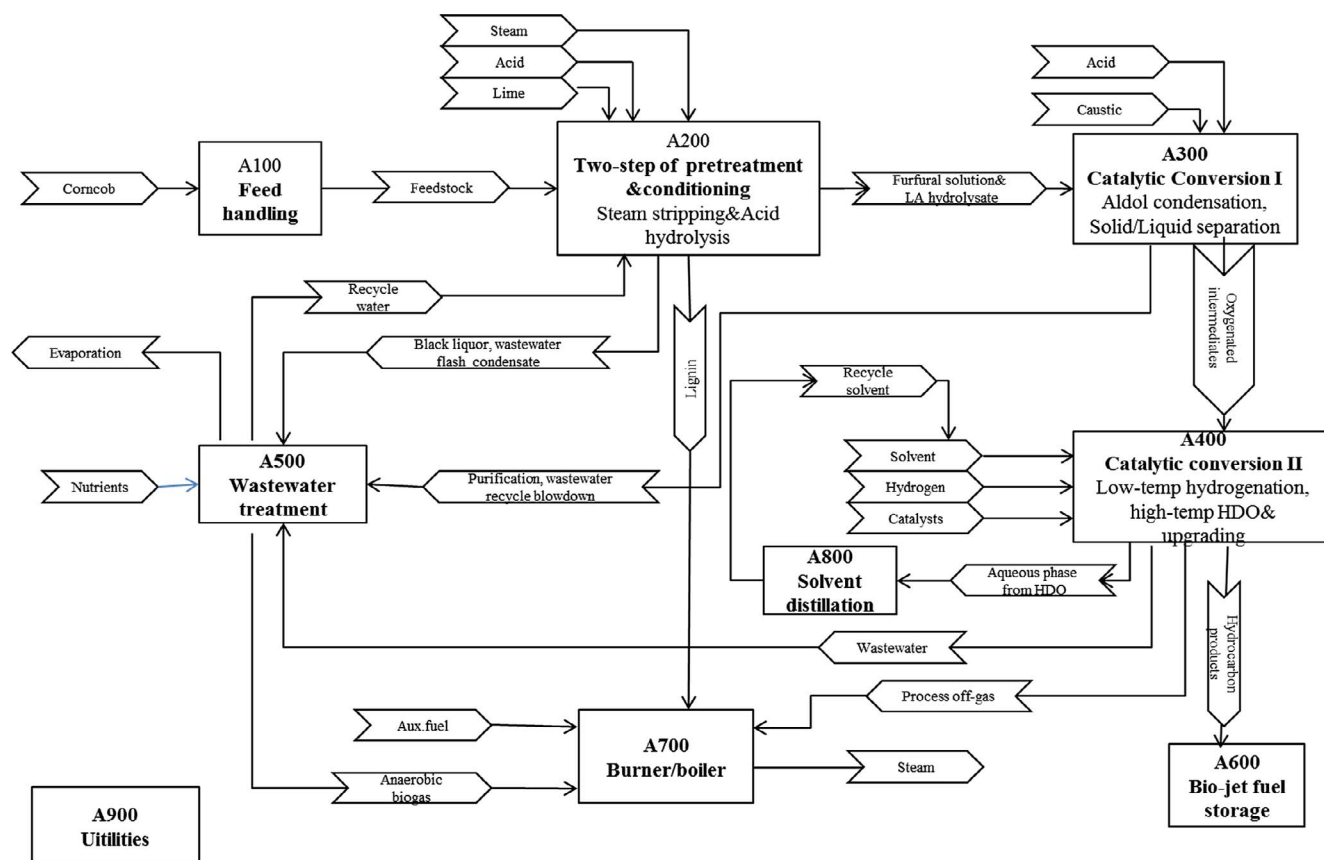 Steam
Acid
Lime
Acid
Caustic
A100
Feed
handling
Corncob
Feedstock
A200
Two-step of pretreatment
&conditioning
Steam stripping&Acid
hydrolysis
Furfural solution&
LA hydrolysate
A300
Catalytic Conversion I
Aldol condensation,
Solid/Liquid separation
Recycle
water
Evaporation
Black liquor, wastewater
flash condensate
Lignin
Oxygenated
intermediates
Recycle
solvent
A500
Wastewater
treatment
Nutrients
Purification, wastewater
recycle blowdown
Solvent
Hydrogen
Catalysts
A400
Catalytic conversion II
Low-temp hydrogenation,
high-temp HDO&
upgrading
A800
Solvent
distillation
Aqueous phase
from HDO
Wastewater
Hydrocarbon
products
Process off-gas
Aux.fuel
Anaerobic
biogas
A700
Burner/boiler
Steam
A600
Bio-jet fuel
storage
A900
Uitilities